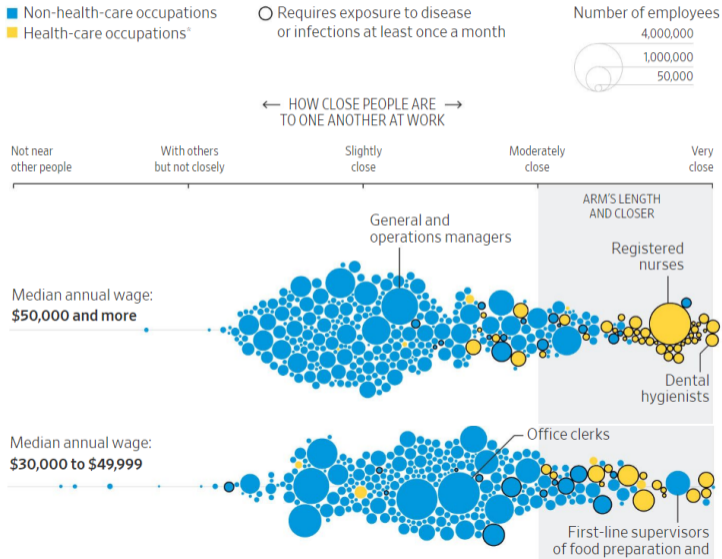 Non-health-care occupations
Health-care occupations*
Requires exposure to disease
or infections at least once a month
Number of employees
4,000,000
1,000,000
50,000
← HOW CLOSE PEOPLE ARE →
TO ONE ANOTHER AT WORK
Not near
other people
With others
but not closely
Slightly
close
Moderately
close
Very
close
ARM'S LENGTH
AND CLOSER
General and
operations managers
Registered
nurses
Median annual wage:
$50,000 and more
Dental
hygienists
Office clerks
Median annual wage:
$30,000 to $49,999
First-line supervisors
of food preparation and